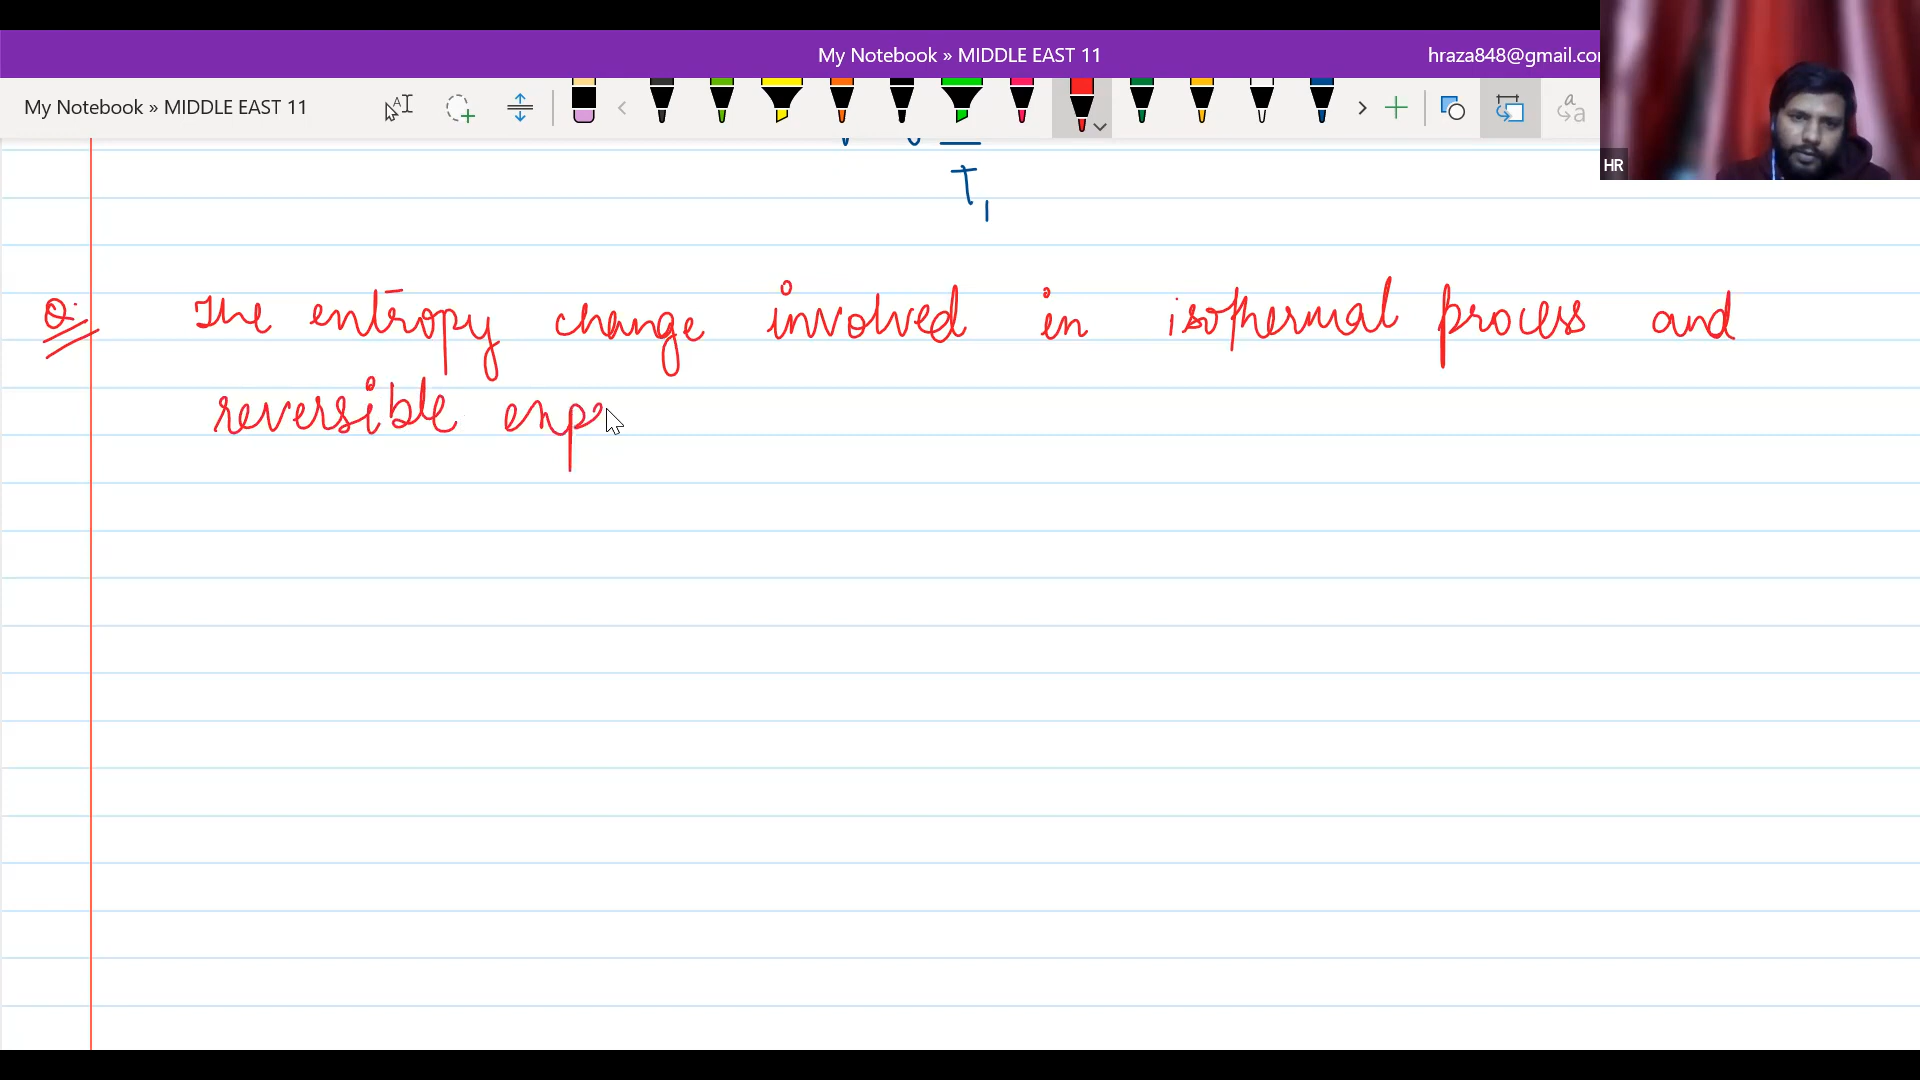 My Notebook » MIDDLE EAST 11
hraza848@gmail.co
My Notebook » MIDDLE EAST 11
HR
T1
Q. The entropy change involved in isothermal process and
reversible exp